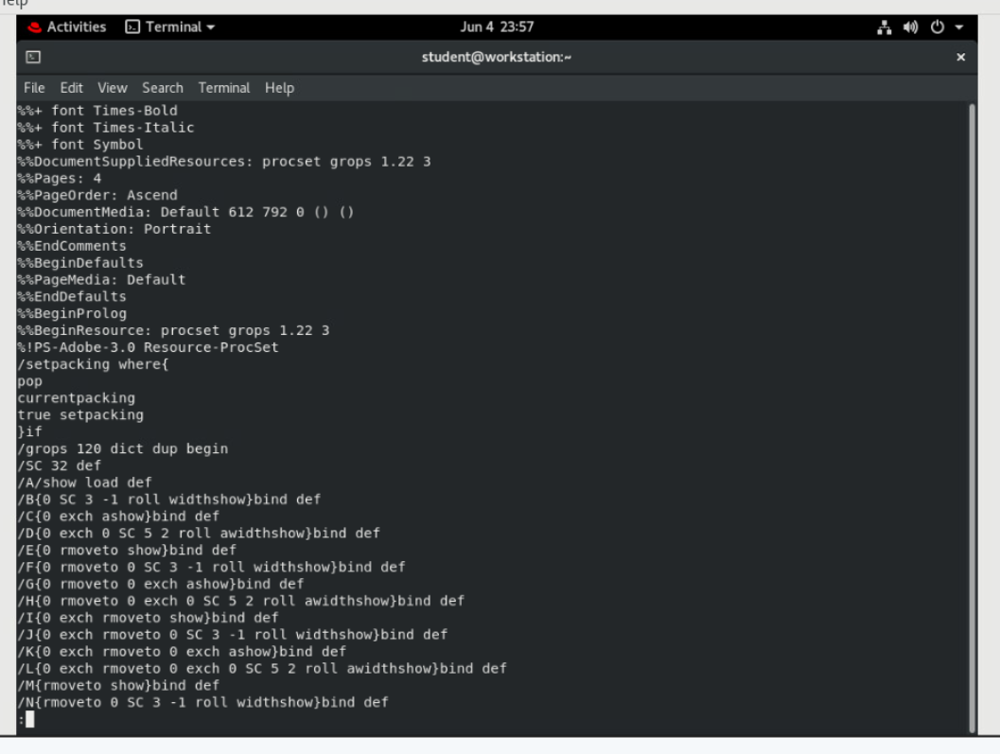 Help
Activities Terminal Jun 4 23:57
student@workstation:~ ×
File Edit View Search Terminal Help
%%+ font Times-Bold
%%+ font Times-Italic
%%+ font Symbol
%%DocumentSuppliedResources: procset grops 1.22 3
%%Pages: 4
%%PageOrder: Ascend
%%DocumentMedia: Default 612 792 0 () ()
%%Orientation: Portrait
%%EndComments
%%BeginDefaults
%%PageMedia: Default
%%EndDefaults
%%BeginProlog
%%BeginResource: procset grops 1.22 3
%!PS-Adobe-3.0 Resource-ProcSet
/setpacking where{
pop
currentpacking
true setpacking
}if
/grops 120 dict dup begin
/SC 32 def
/A/show load def
/B{0 SC 3 -1 roll widthshow}bind def
/C{0 exch ashow}bind def
/D{0 exch 0 SC 5 2 roll awidthshow}bind def
/E{0 rmoveto show}bind def
/F{0 rmoveto 0 SC 3 -1 roll widthshow}bind def
/G{0 rmoveto 0 exch ashow}bind def
/H{0 rmoveto 0 exch 0 SC 5 2 roll awidthshow}bind def
/I{0 exch rmoveto show}bind def
/J{0 exch rmoveto 0 SC 3 -1 roll widthshow}bind def
/K{0 exch rmoveto 0 exch ashow}bind def
/L{0 exch rmoveto 0 exch 0 SC 5 2 roll awidthshow}bind def
/M{rmoveto show}bind def
/N{rmoveto 0 SC 3 -1 roll widthshow}bind def
: